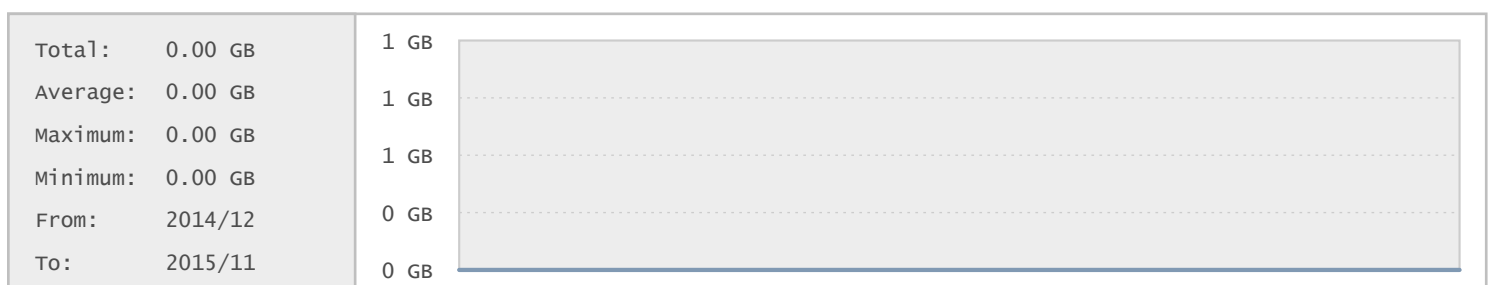 Total: 0.00 GB
Average: 0.00 GB
Maximum: 0.00 GB
Minimum: 0.00 GB
From: 2014/12
To: 2015/11
1 GB
1 GB
1 GB
0 GB
0 GB